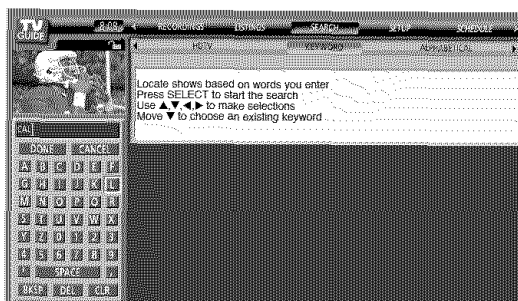 TV GUIDE 8:08 RECORDINGS LISTINGS SEARCH SETUP SCHEDULE
HDTV KEYWORD ALPHABETICAL
Locate shows based on words you enter
Press SELECT to start the search
Use ▲,▼,◀,▶ to make selections
Move ▼ to choose an existing keyword
CAL
DONE CANCEL
A B C D E F
G H I J K L
M N O P Q R
S T U V W X
Y Z 0 1 2 3
4 5 6 7 8 9
SPACE
BKSP DEL CLR